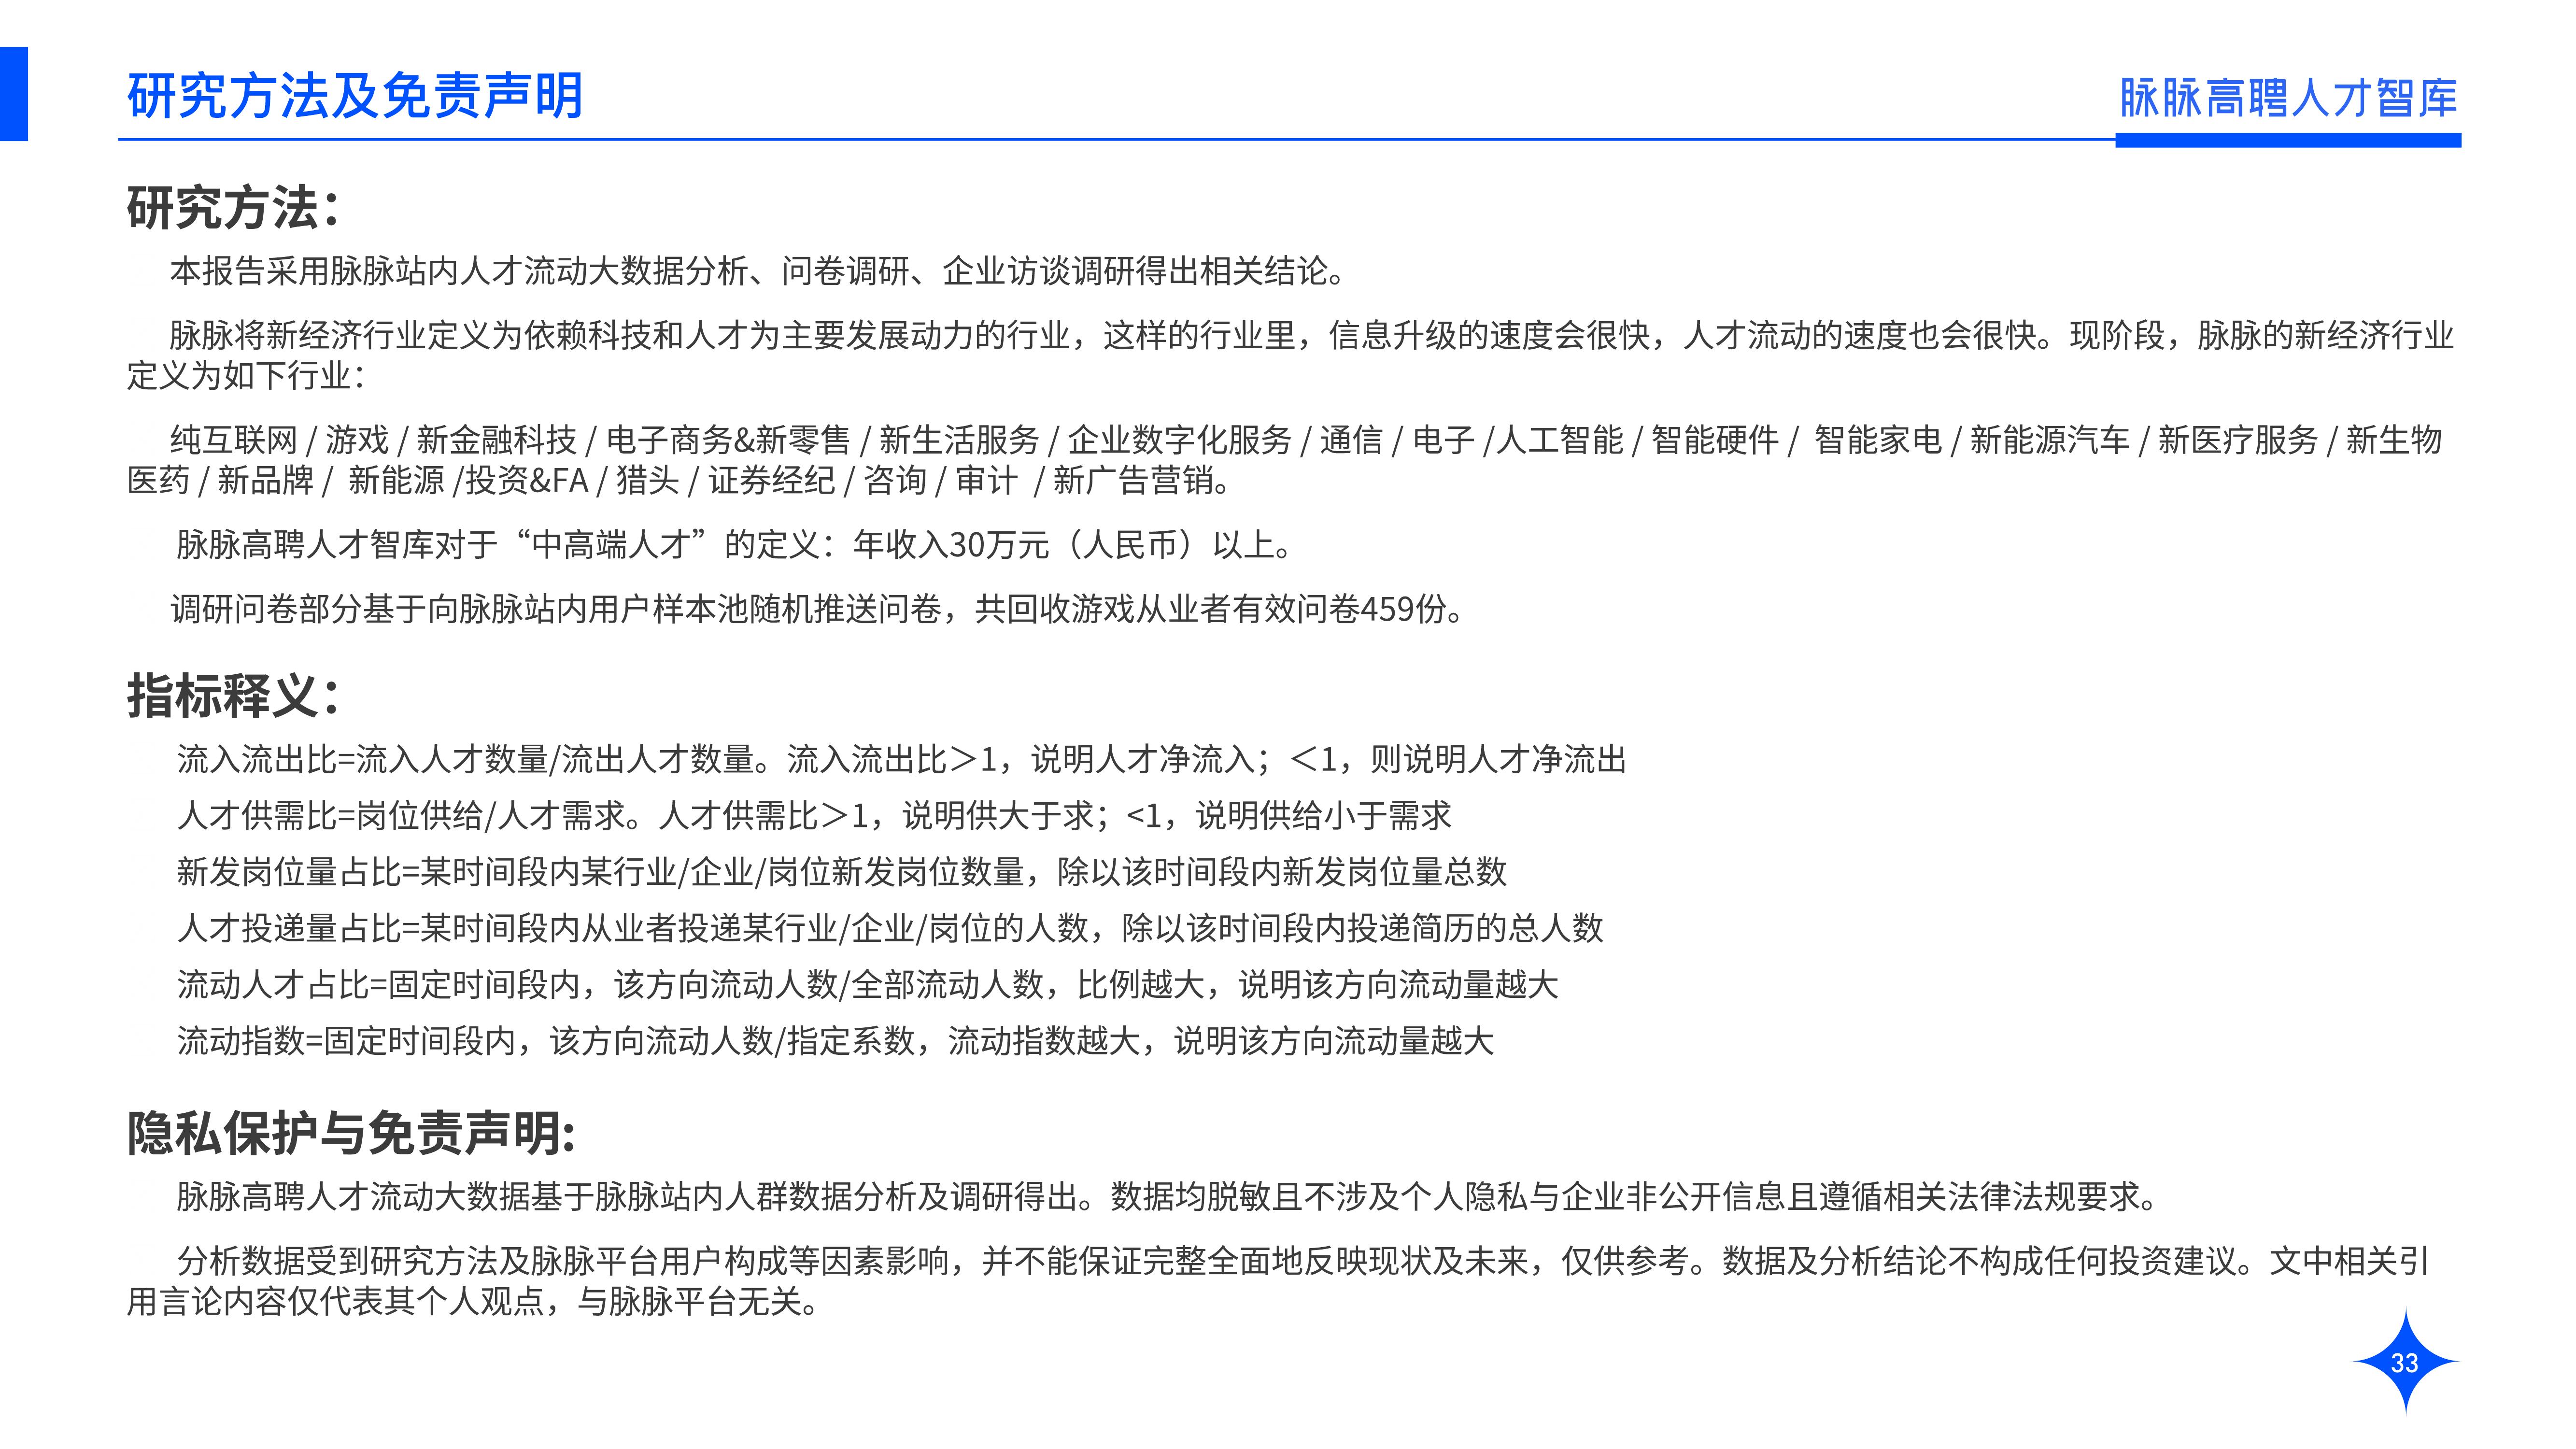 研究方法及免责声明
脉脉高聘人才智库
研究方法：
本报告采用脉脉站内人才流动大数据分析、问卷调研、企业访谈调研得出相关结论。
脉脉将新经济行业定义为依赖科技和人才为主要发展动力的行业，这样的行业里，信息升级的速度会很快，人才流动的速度也会很快。现阶段，脉脉的新经济行业
定义为如下行业：
纯互联网 / 游戏 / 新金融科技 / 电子商务&新零售 / 新生活服务 / 企业数字化服务 / 通信 / 电子 /人工智能 / 智能硬件 / 智能家电 / 新能源汽车 / 新医疗服务 / 新生物
医药 / 新品牌 / 新能源 /投资&FA / 猎头 / 证券经纪 / 咨询 / 审计 / 新广告营销。
脉脉高聘人才智库对于“中高端人才”的定义：年收入30万元（人民币）以上。
调研问卷部分基于向脉脉站内用户样本池随机推送问卷，共回收游戏从业者有效问卷459份。
指标释义：
流入流出比=流入人才数量/流出人才数量。流入流出比＞1，说明人才净流入；＜1，则说明人才净流出
人才供需比=岗位供给/人才需求。人才供需比＞1，说明供大于求；<1，说明供给小于需求
新发岗位量占比=某时间段内某行业/企业/岗位新发岗位数量，除以该时间段内新发岗位量总数
人才投递量占比=某时间段内从业者投递某行业/企业/岗位的人数，除以该时间段内投递简历的总人数
流动人才占比=固定时间段内，该方向流动人数/全部流动人数，比例越大，说明该方向流动量越大
流动指数=固定时间段内，该方向流动人数/指定系数，流动指数越大，说明该方向流动量越大
隐私保护与免责声明:
脉脉高聘人才流动大数据基于脉脉站内人群数据分析及调研得出。数据均脱敏且不涉及个人隐私与企业非公开信息且遵循相关法律法规要求。
分析数据受到研究方法及脉脉平台用户构成等因素影响，并不能保证完整全面地反映现状及未来，仅供参考。数据及分析结论不构成任何投资建议。文中相关引
用言论内容仅代表其个人观点，与脉脉平台无关。
33